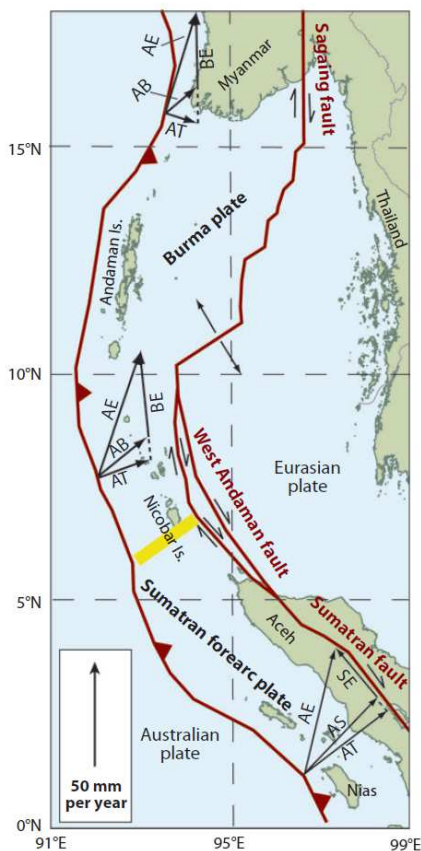 AE
BE
AB
AT
Myanmar
Sagaing fault
15°N
Thailand
Burma plate
Andaman Is.
10°N
AE
BE
AB
AT
West Andaman fault
Eurasian
plate
Nicobar Is.
5°N
Aceh
Sumatran fault
Sumatran forearc plate
SE
AE
AS
AT
Australian
plate
Nias
50 mm
per year
0°N
91°E
95°E
99°E